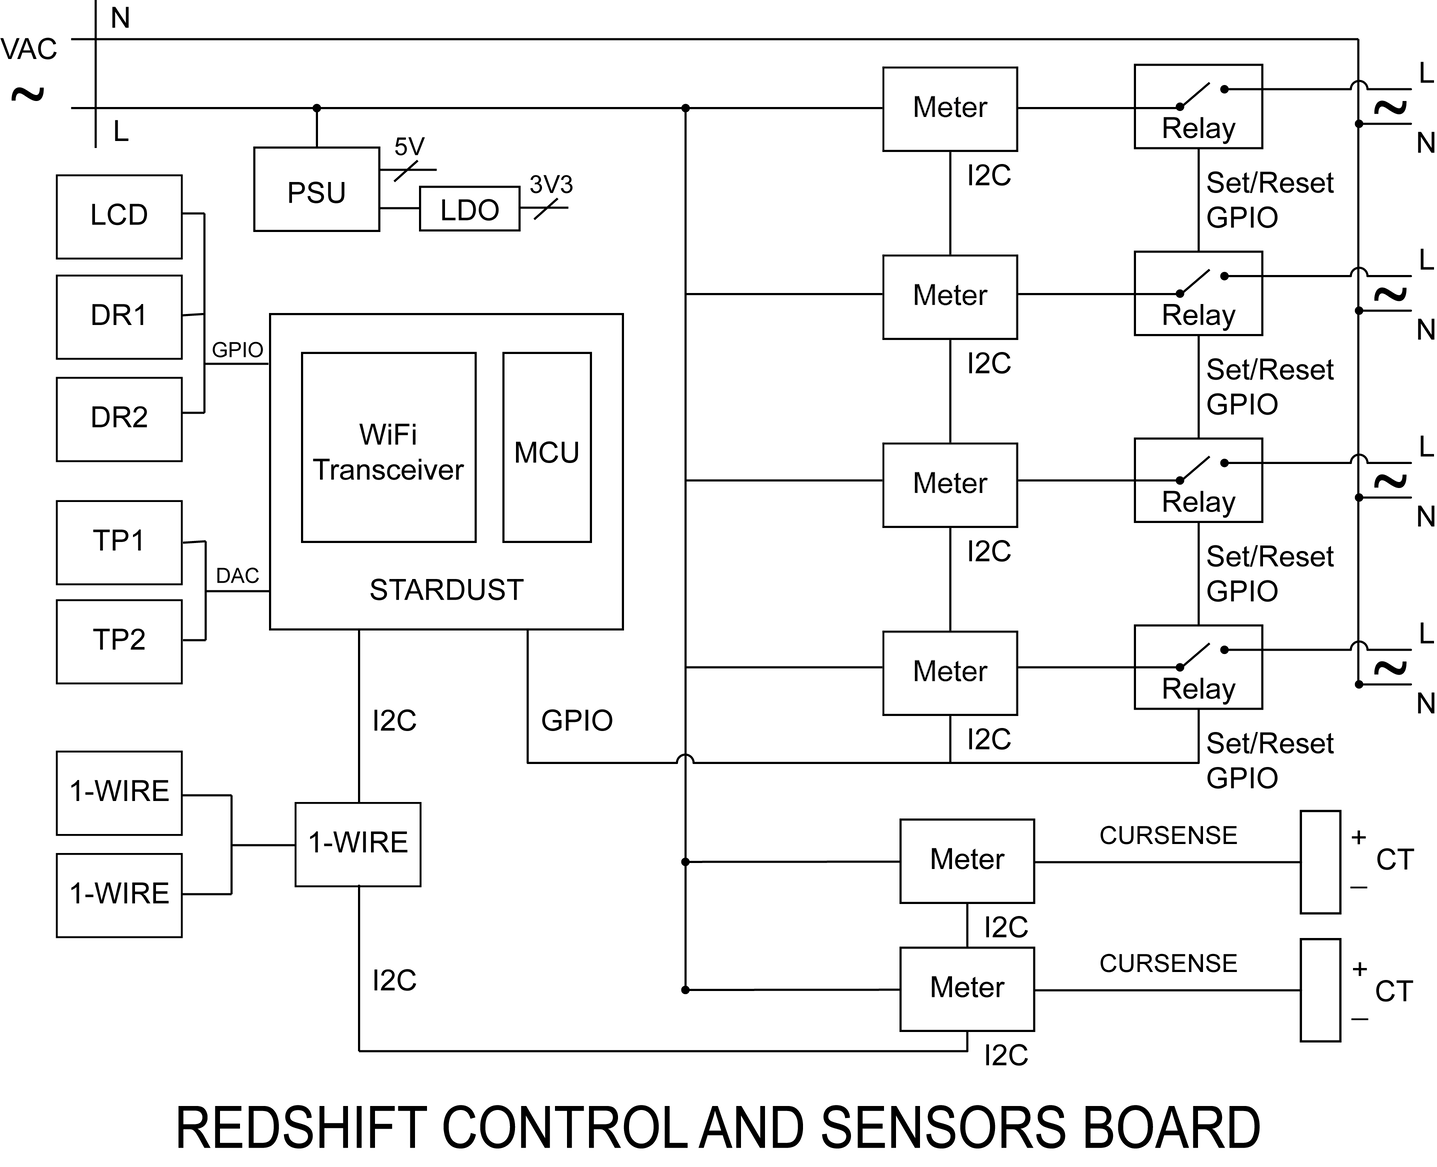 N
VAC
~
L
PSU
5V
LDO
3V3
LCD
DR1
DR2
GPIO
TP1
TP2
DAC
WiFi
Transceiver
MCU
STARDUST
I2C
GPIO
1-WIRE
1-WIRE
1-WIRE
I2C
Meter
I2C
Relay
Set/Reset
GPIO
L
~
N
Meter
I2C
Relay
Set/Reset
GPIO
L
~
N
Meter
I2C
Relay
Set/Reset
GPIO
L
~
N
Meter
I2C
Relay
Set/Reset
GPIO
L
~
N
Meter
I2C
CURSENSE
+
CT
–
Meter
I2C
CURSENSE
+
CT
–
REDSHIFT CONTROL AND SENSORS BOARD